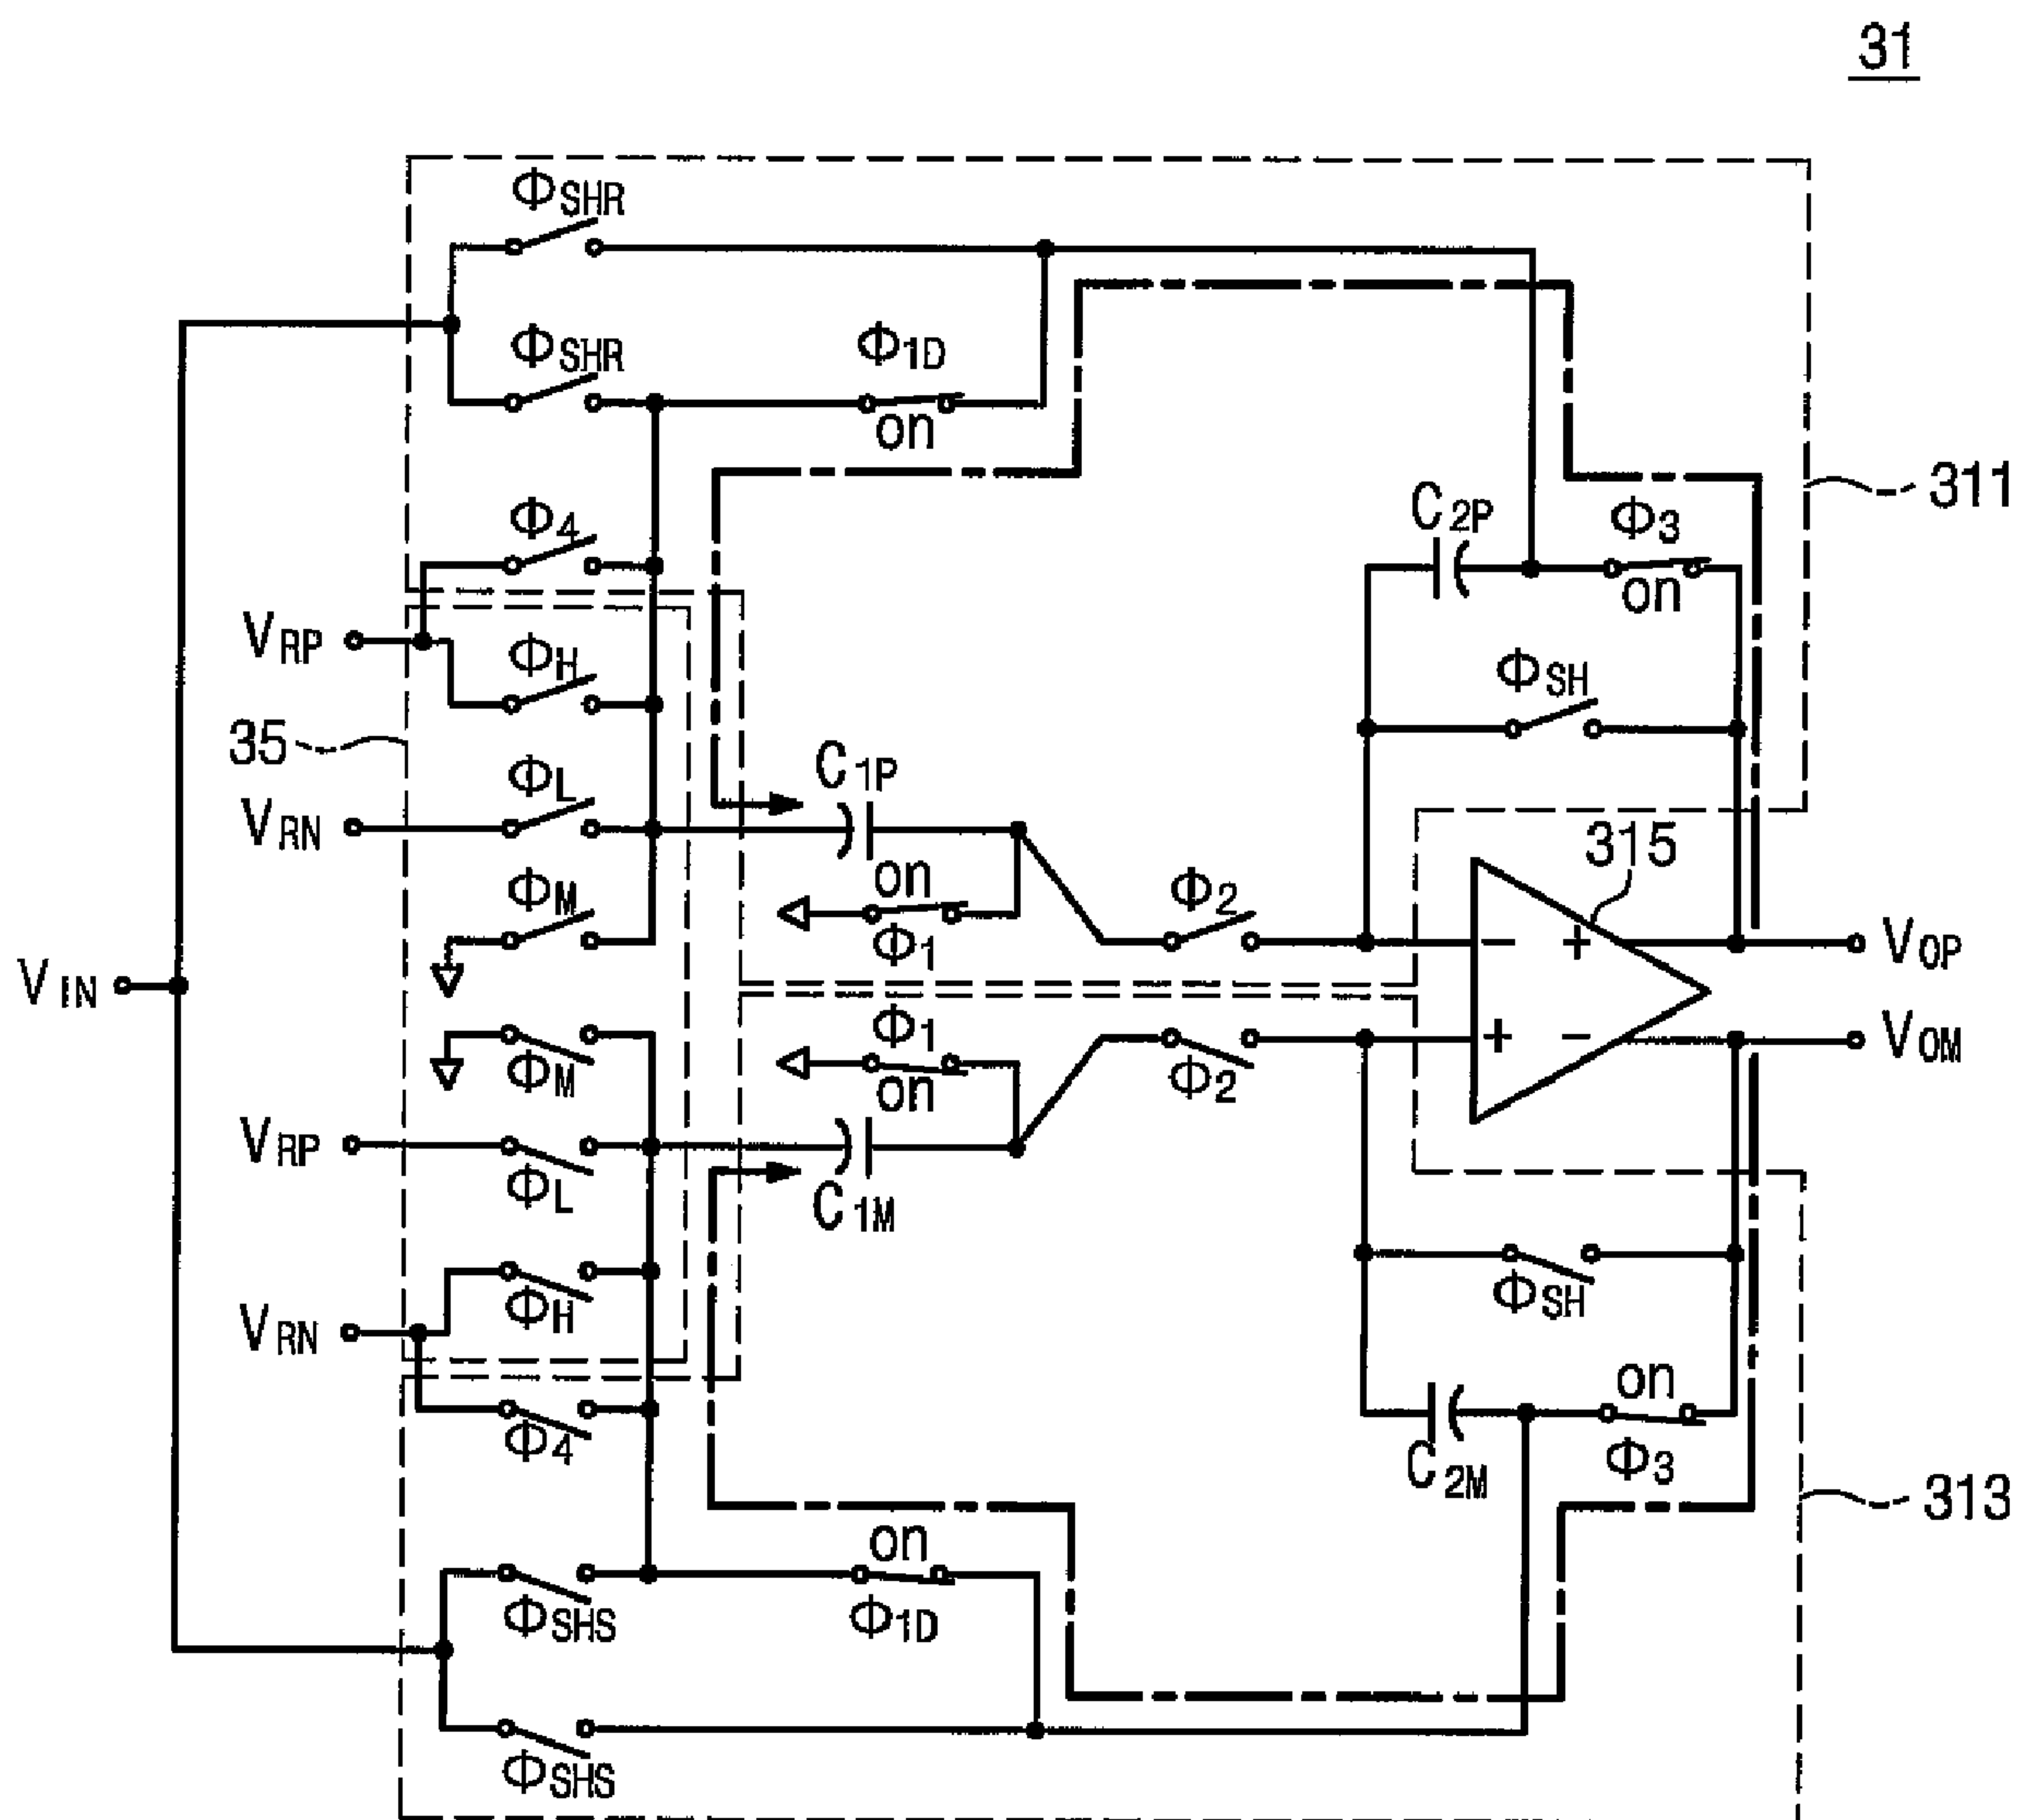 31
ΦSHR
ΦSHR
Φ1D
on
311
Φ4
C2P
Φ3
on
VRP
ΦH
ΦSH
35
ΦL
C1P
VRN
315
on
ΦM
Φ1
Φ2
− +
VOP
VIN
Φ1
+ −
VOM
ΦM
on
Φ2
VRP
ΦL
C1M
ΦH
ΦSH
VRN
on
Φ4
C2M
Φ3
313
on
ΦSHS
Φ1D
ΦSHS